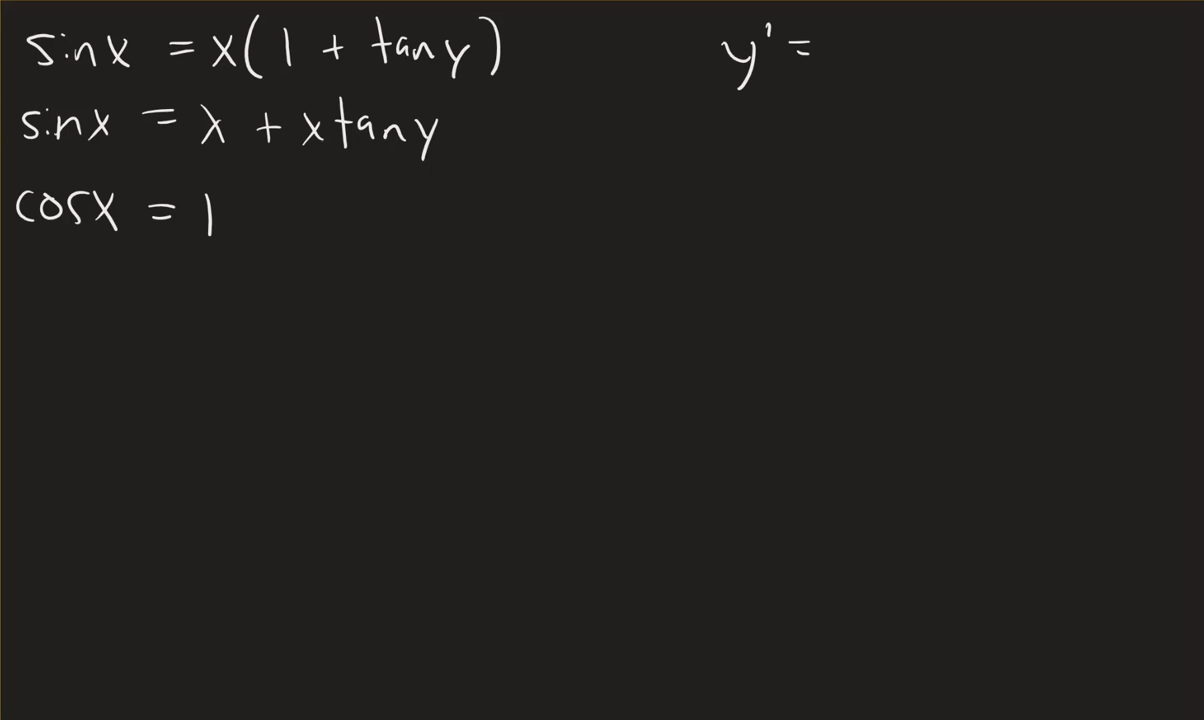 sinx = x(1 + tany)
y' =
sinx = x + xtany
cosx = 1